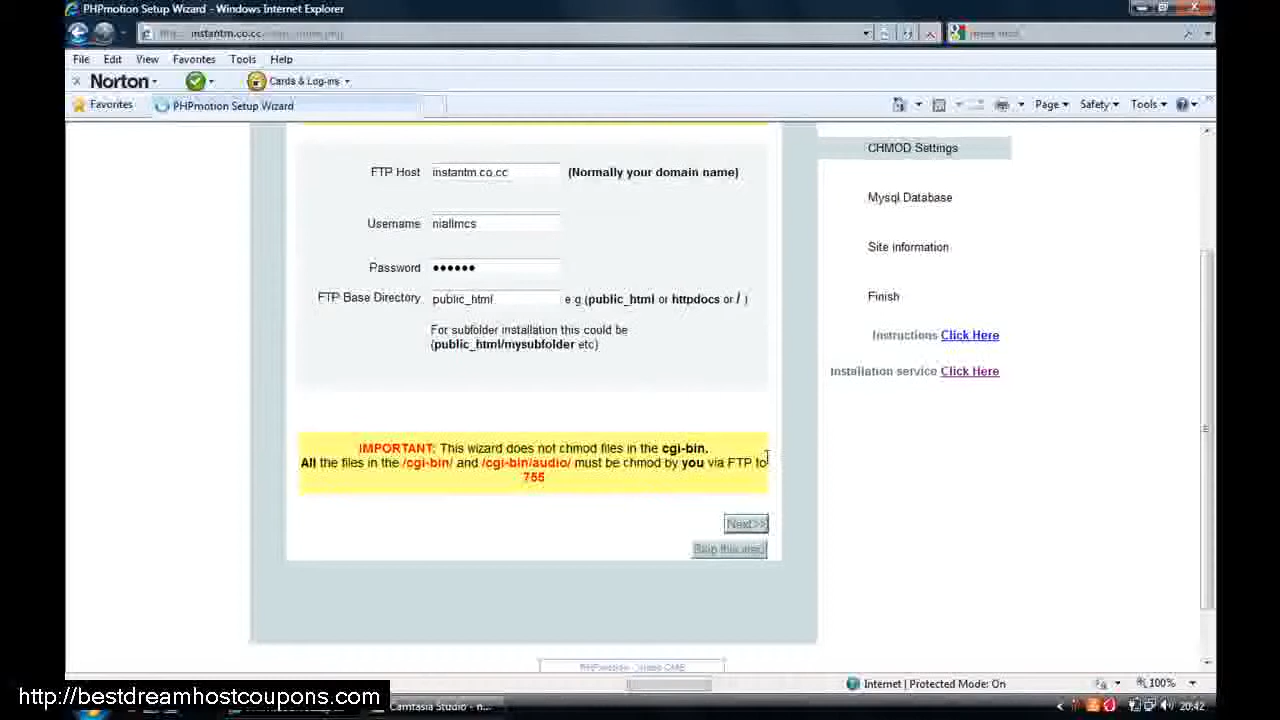 PHPmotion Setup Wizard - Windows Internet Explorer
instantm.co.cc
File Edit View Favorites Tools Help
Norton Cards & Log-ins
Favorites PHPmotion Setup Wizard Page Safety Tools
CHMOD Settings
FTP Host instantm.co.cc (Normally your domain name)
Mysql Database
Username niallmcs
Site information
Password ●●●●●●
FTP Base Directory public_html e.g (public_html or httpdocs or / )
Finish
For subfolder installation this could be
(public_html/mysubfolder etc)
Instructions Click Here
Installation service Click Here
IMPORTANT: This wizard does not chmod files in the cgi-bin.
All the files in the /cgi-bin/ and /cgi-bin/audio/ must be chmod by you via FTP to
755
Next>>
Skip this step
Internet | Protected Mode: On 100%
http://bestdreamhostcoupons.com
Camtasia Studio - n...
20:42